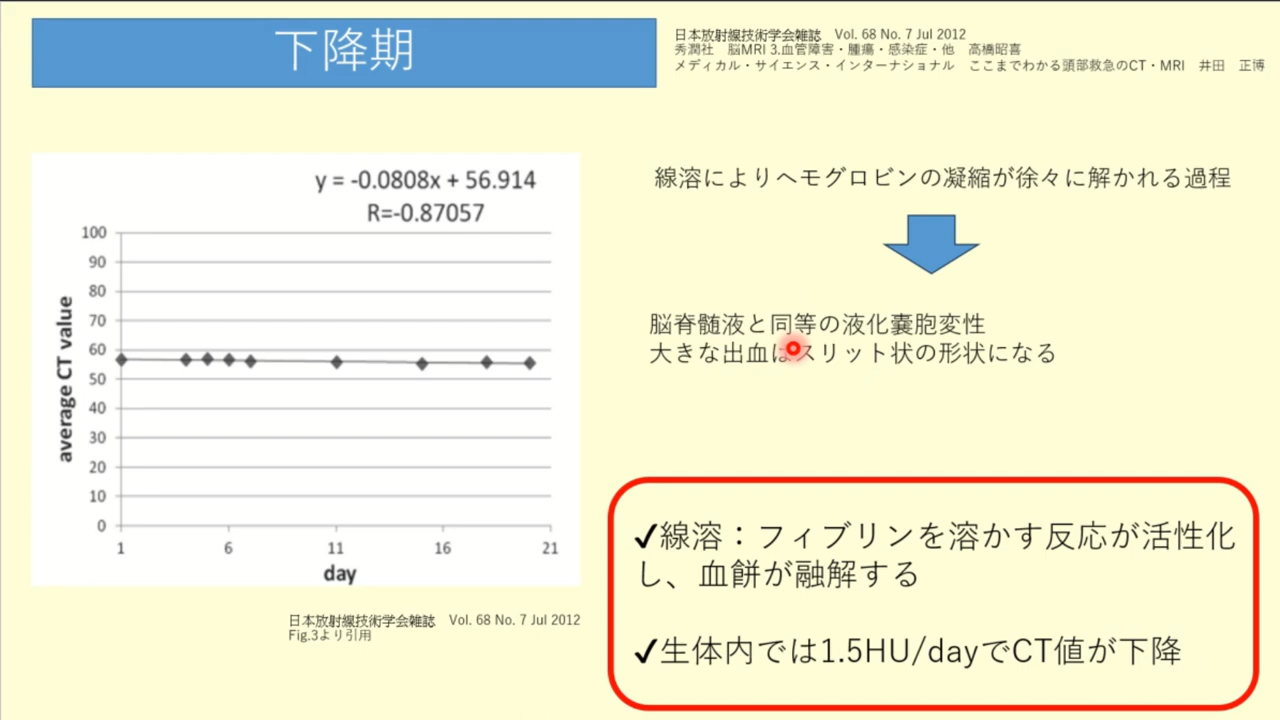 下降期
日本放射線技術学会雑誌 Vol. 68 No. 7 Jul 2012
秀潤社 脳MRI 3,血管障害・腫瘍・感染症・他 高橋昭喜
メディカル・サイエンス・インターナショナル ここまでわかる頭部救急のCT・MRI 井田 正博
y = -0.0808x + 56.914
R=-0.87057
100
90
80
70
60
50
40
30
20
10
0
average CT value
1 6 11 16 21
day
日本放射線技術学会雑誌 Vol. 68 No. 7 Jul 2012
Fig.3より引用
線溶によりヘモグロビンの凝縮が徐々に解かれる過程
脳脊髄液と同等の液化嚢胞変性
大きな出血はスリット状の形状になる
✓線溶：フィブリンを溶かす反応が活性化
し、血餅が融解する
✓生体内では1.5HU/dayでCT値が下降